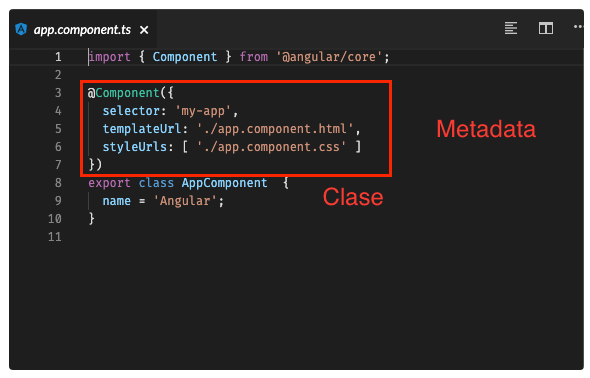 app.component.ts
1 import { Component } from '@angular/core';
2
3 @Component({
4 selector: 'my-app',
5 templateUrl: './app.component.html',
6 styleUrls: [ './app.component.css' ]
7 })
Metadata
8 export class AppComponent  {
Clase
9 name = 'Angular';
10 }
11